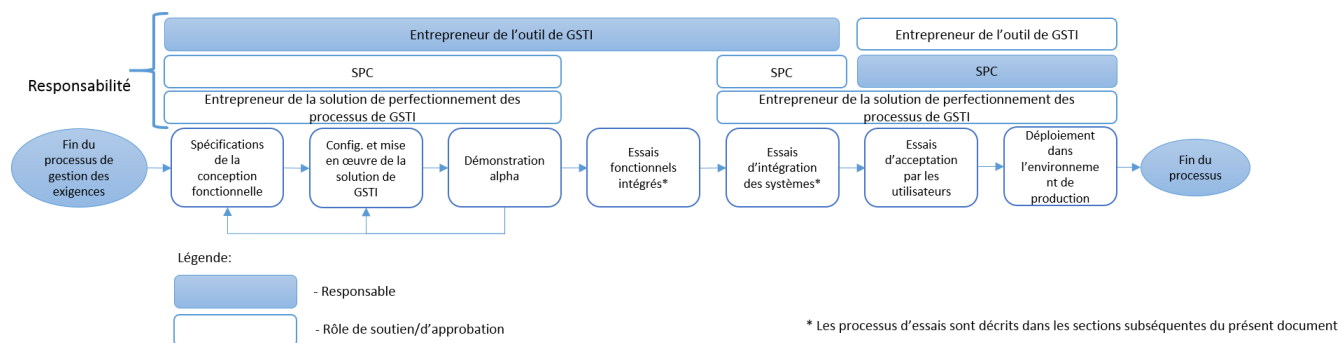 Entrepreneur de l'outil de GSTI
Entrepreneur de l'outil de GSTI
Responsabilité
SPC
SPC
SPC
Entrepreneur de la solution de perfectionnement des
processus de GSTI
Entrepreneur de la solution de perfectionnement des
processus de GSTI
Fin du
processus de
gestion des
exigences
Spécifications
de la
conception
fonctionnelle
Config. et mise
en œuvre de la
solution de
GSTI
Démonstration
alpha
Essais
fonctionnels
intégrés*
Essais
d'intégration
des systèmes*
Essais
d'acceptation
par les
utilisateurs
Déploiement
dans
l'environneme
nt de
production
Fin du
processus
Légende:
- Responsable
- Rôle de soutien/d'approbation
* Les processus d'essais sont décrits dans les sections subséquentes du présent document